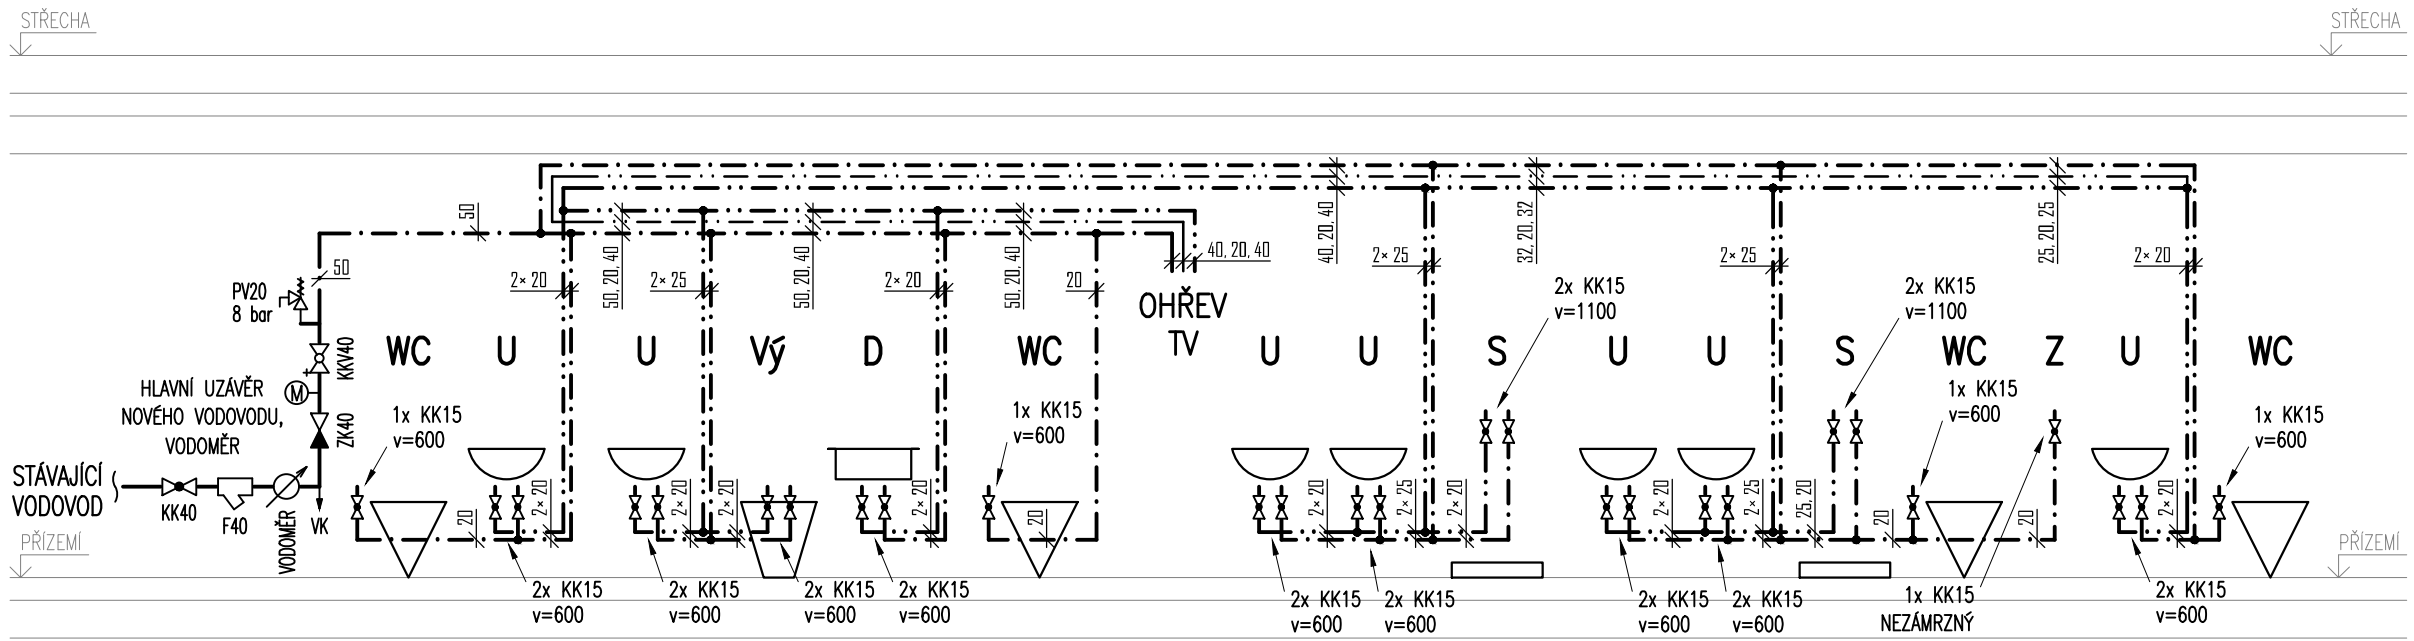 STŘECHA
STŘECHA
50
50
50, 20, 40
50, 20, 40
50, 20, 40
40, 20, 40
40, 20, 40
32, 20, 32
25, 20, 25
2× 20
2× 25
2× 20
20
2× 25
2× 25
2× 20
PV20
8 bar
OHŘEV
TV
2x KK15
v=1100
2x KK15
v=1100
KKV40
WC
U
U
Vý
D
WC
U
U
S
U
U
S
WC
Z
U
WC
M
HLAVNÍ UZÁVĚR
NOVÉHO VODOVODU,
VODOMĚR
ZK40
1x KK15
v=600
1x KK15
v=600
1x KK15
v=600
1x KK15
v=600
STÁVAJÍCÍ
VODOVOD
KK40
F40
VODOMĚR
VK
20
2× 20
2× 20
2× 20
2× 20
20
2× 20
2× 25
2× 20
2× 20
2× 25
25, 20
20
20
2× 20
PŘÍZEMÍ
PŘÍZEMÍ
2x KK15
v=600
2x KK15
v=600
2x KK15
v=600
2x KK15
v=600
2x KK15
v=600
2x KK15
v=600
2x KK15
v=600
2x KK15
v=600
1x KK15
NEZÁMRZNÝ
2x KK15
v=600